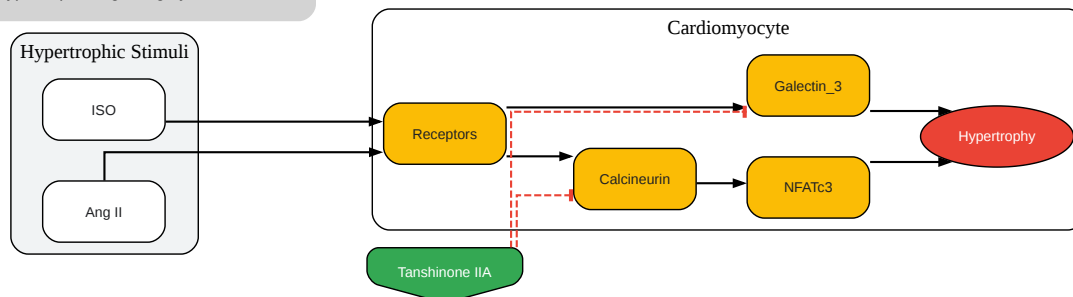 Hypertrophic Stimuli
Cardiomyocyte
ISO
Galectin_3
Receptors
Hypertrophy
Calcineurin
NFATc3
Ang II
Tanshinone IIA